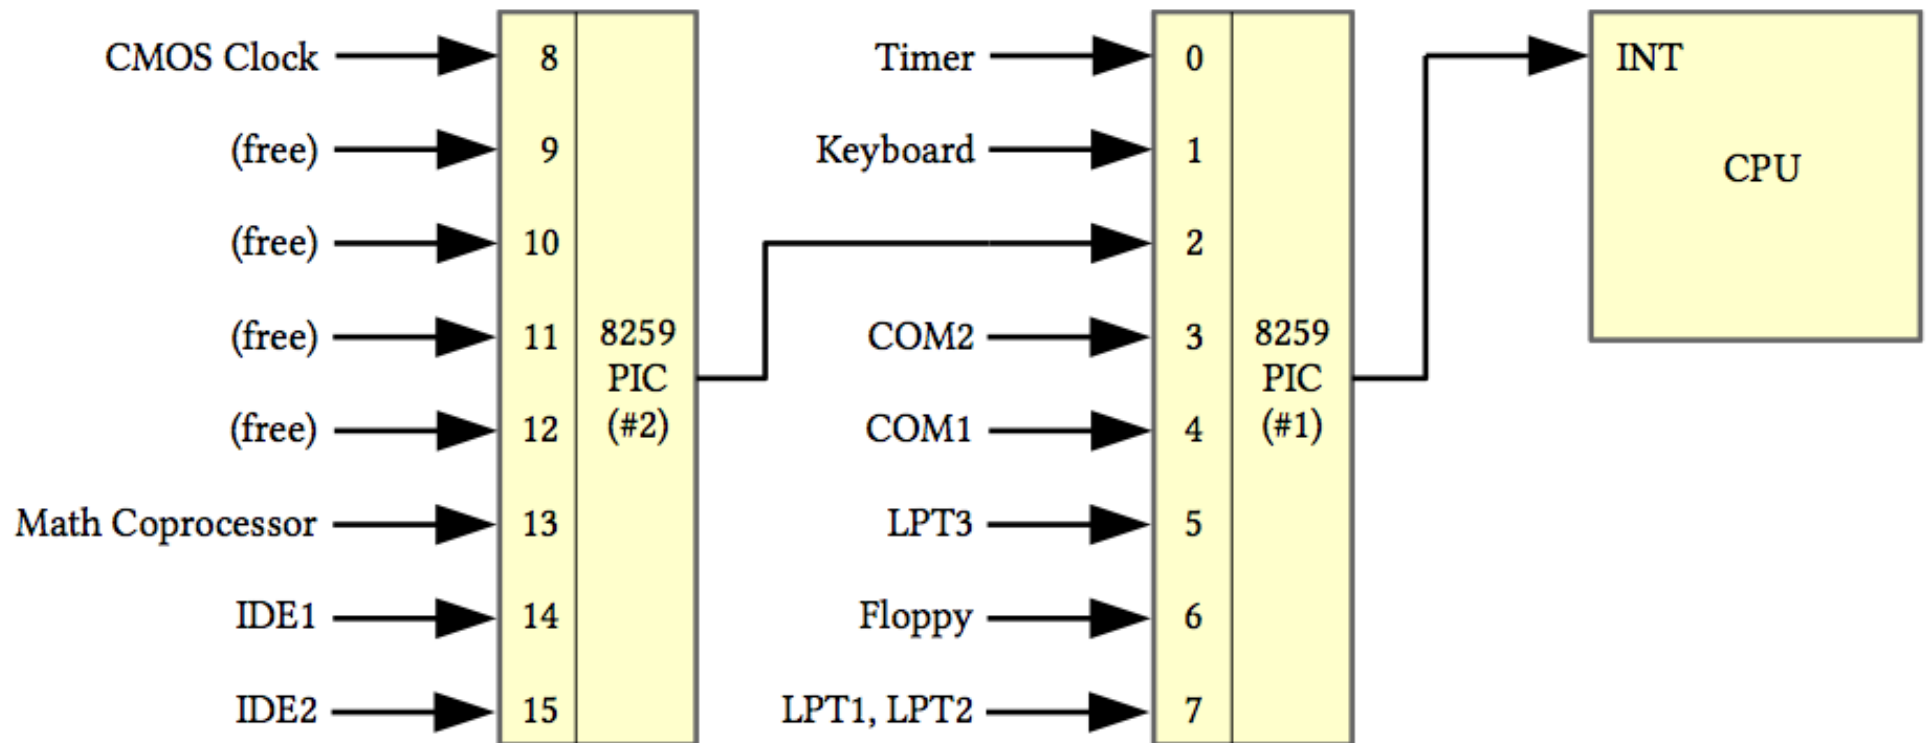 CMOS Clock 8 Timer 0 INT
(free) 9 Keyboard 1 CPU
(free) 10 2
(free) 11 8259 COM2 3 8259
PIC PIC
(free) 12 (#2) COM1 4 (#1)
Math Coprocessor 13 LPT3 5
IDE1 14 Floppy 6
IDE2 15 LPT1, LPT2 7